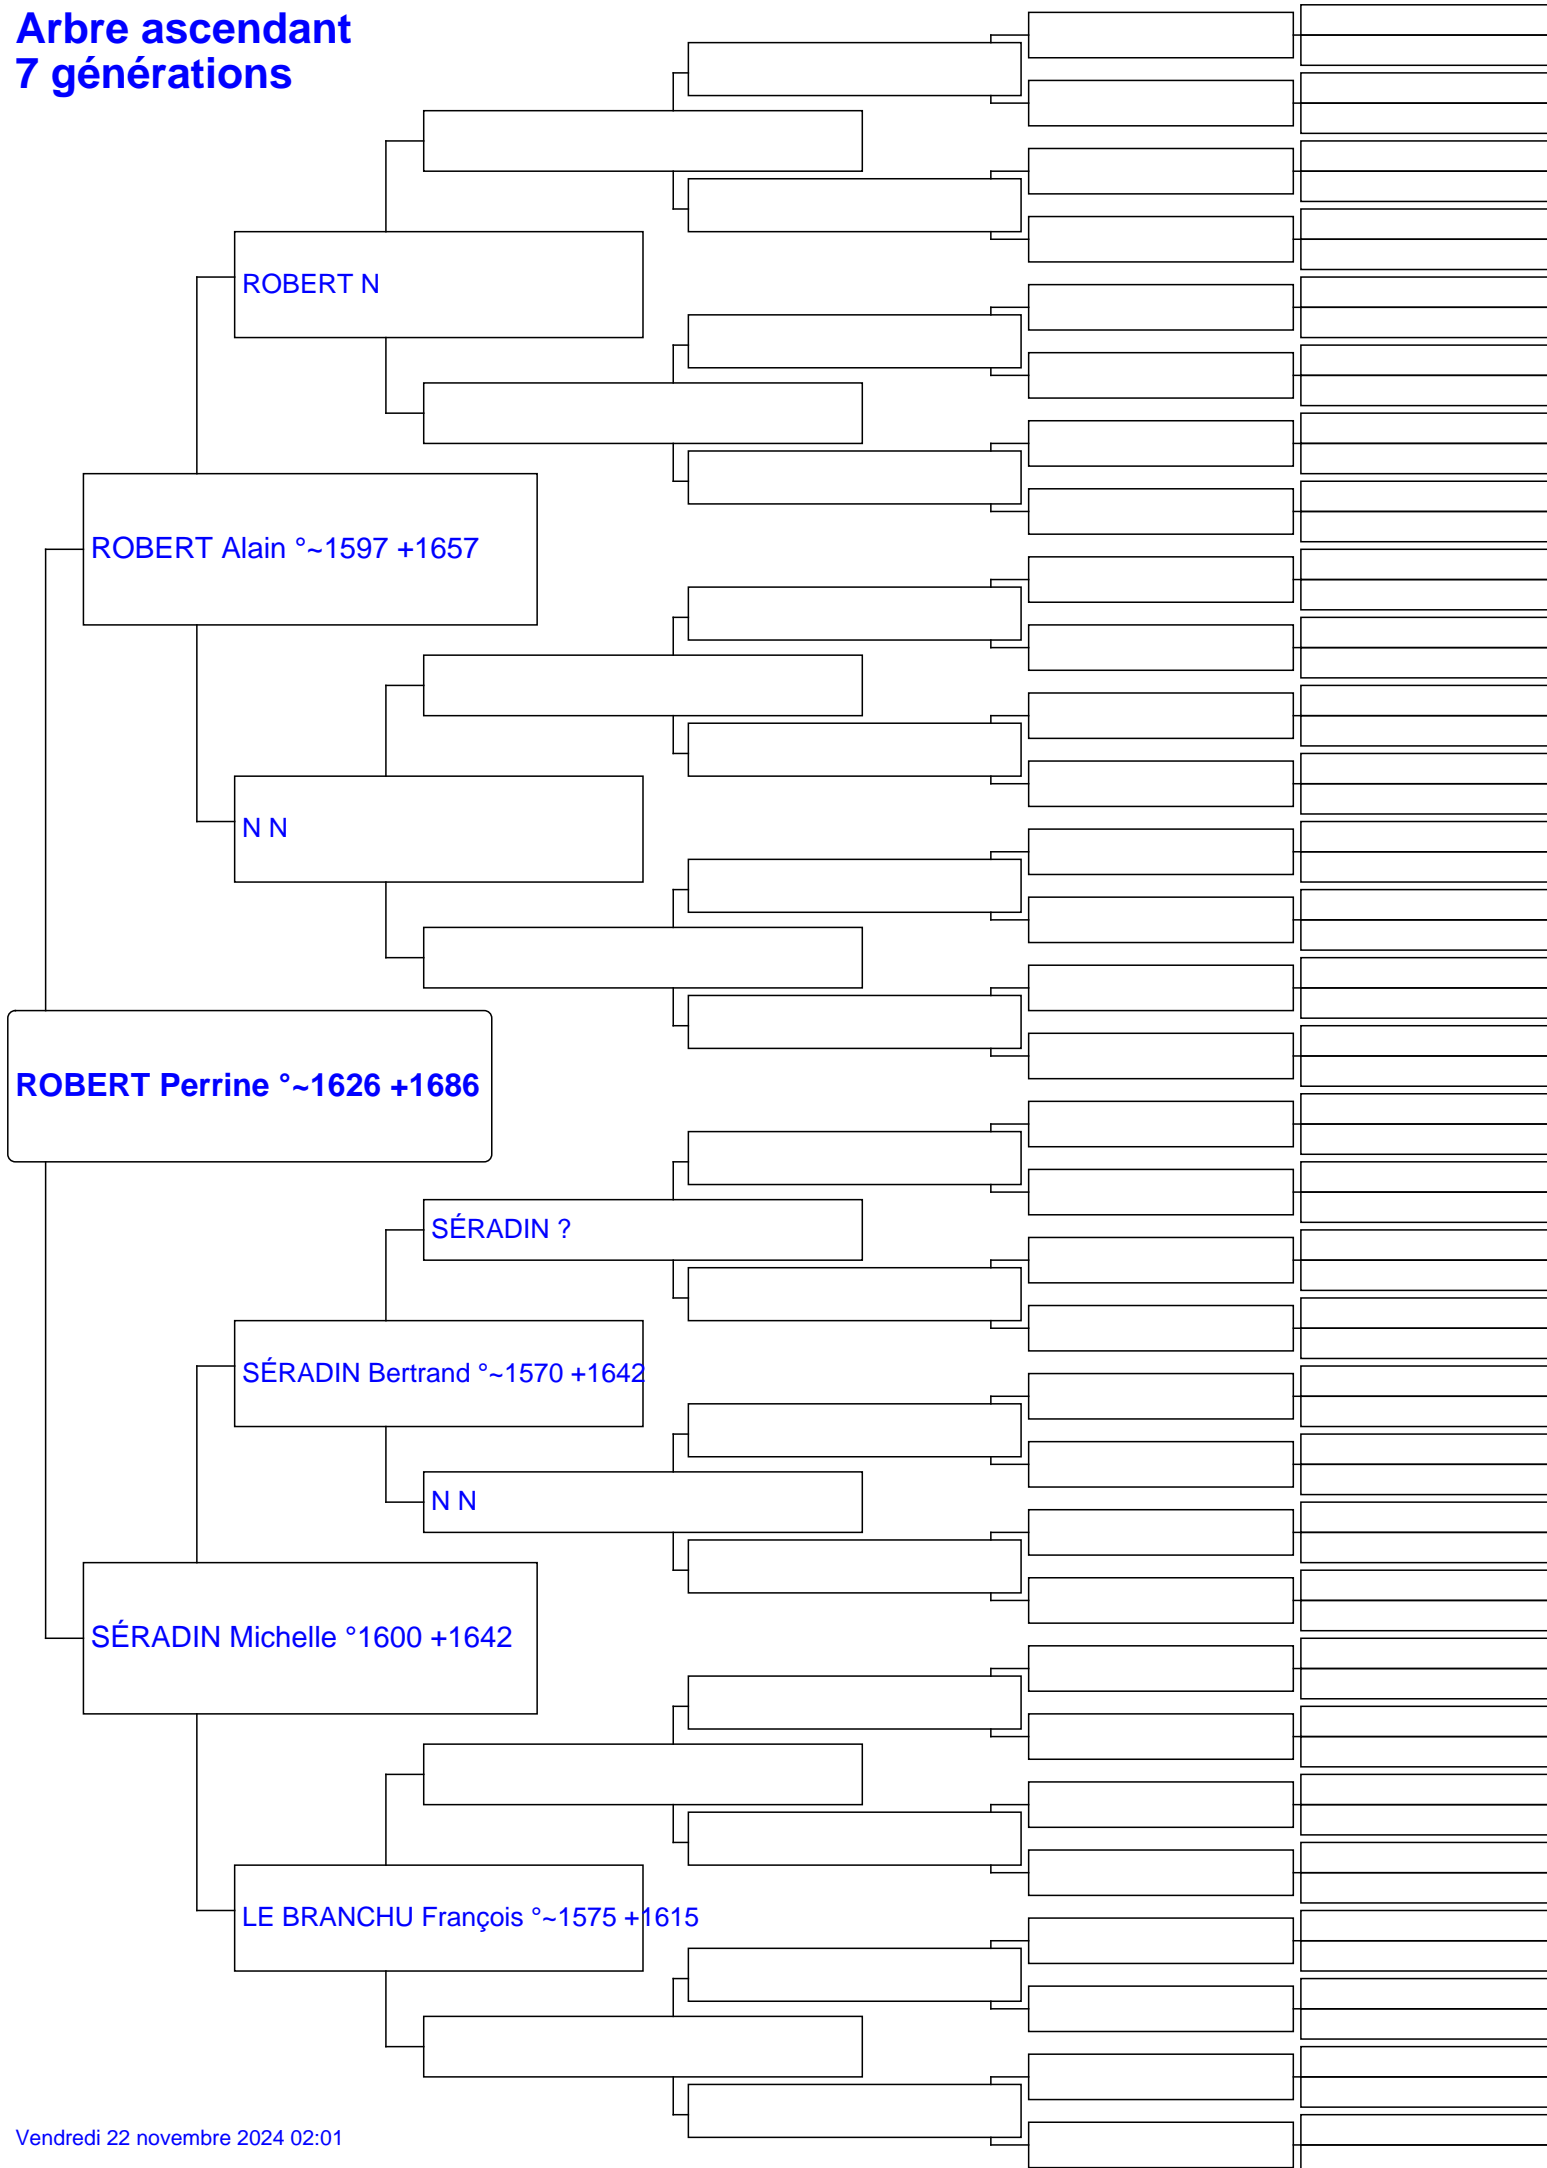 Arbre ascendant
7 générations
ROBERT N
ROBERT Alain °~1597 +1657
N N
ROBERT Perrine °~1626 +1686
SÉRADIN ?
SÉRADIN Bertrand °~1570 +1642
N N
SÉRADIN Michelle °1600 +1642
LE BRANCHU François °~1575 +1615
Vendredi 22 novembre 2024 02:01